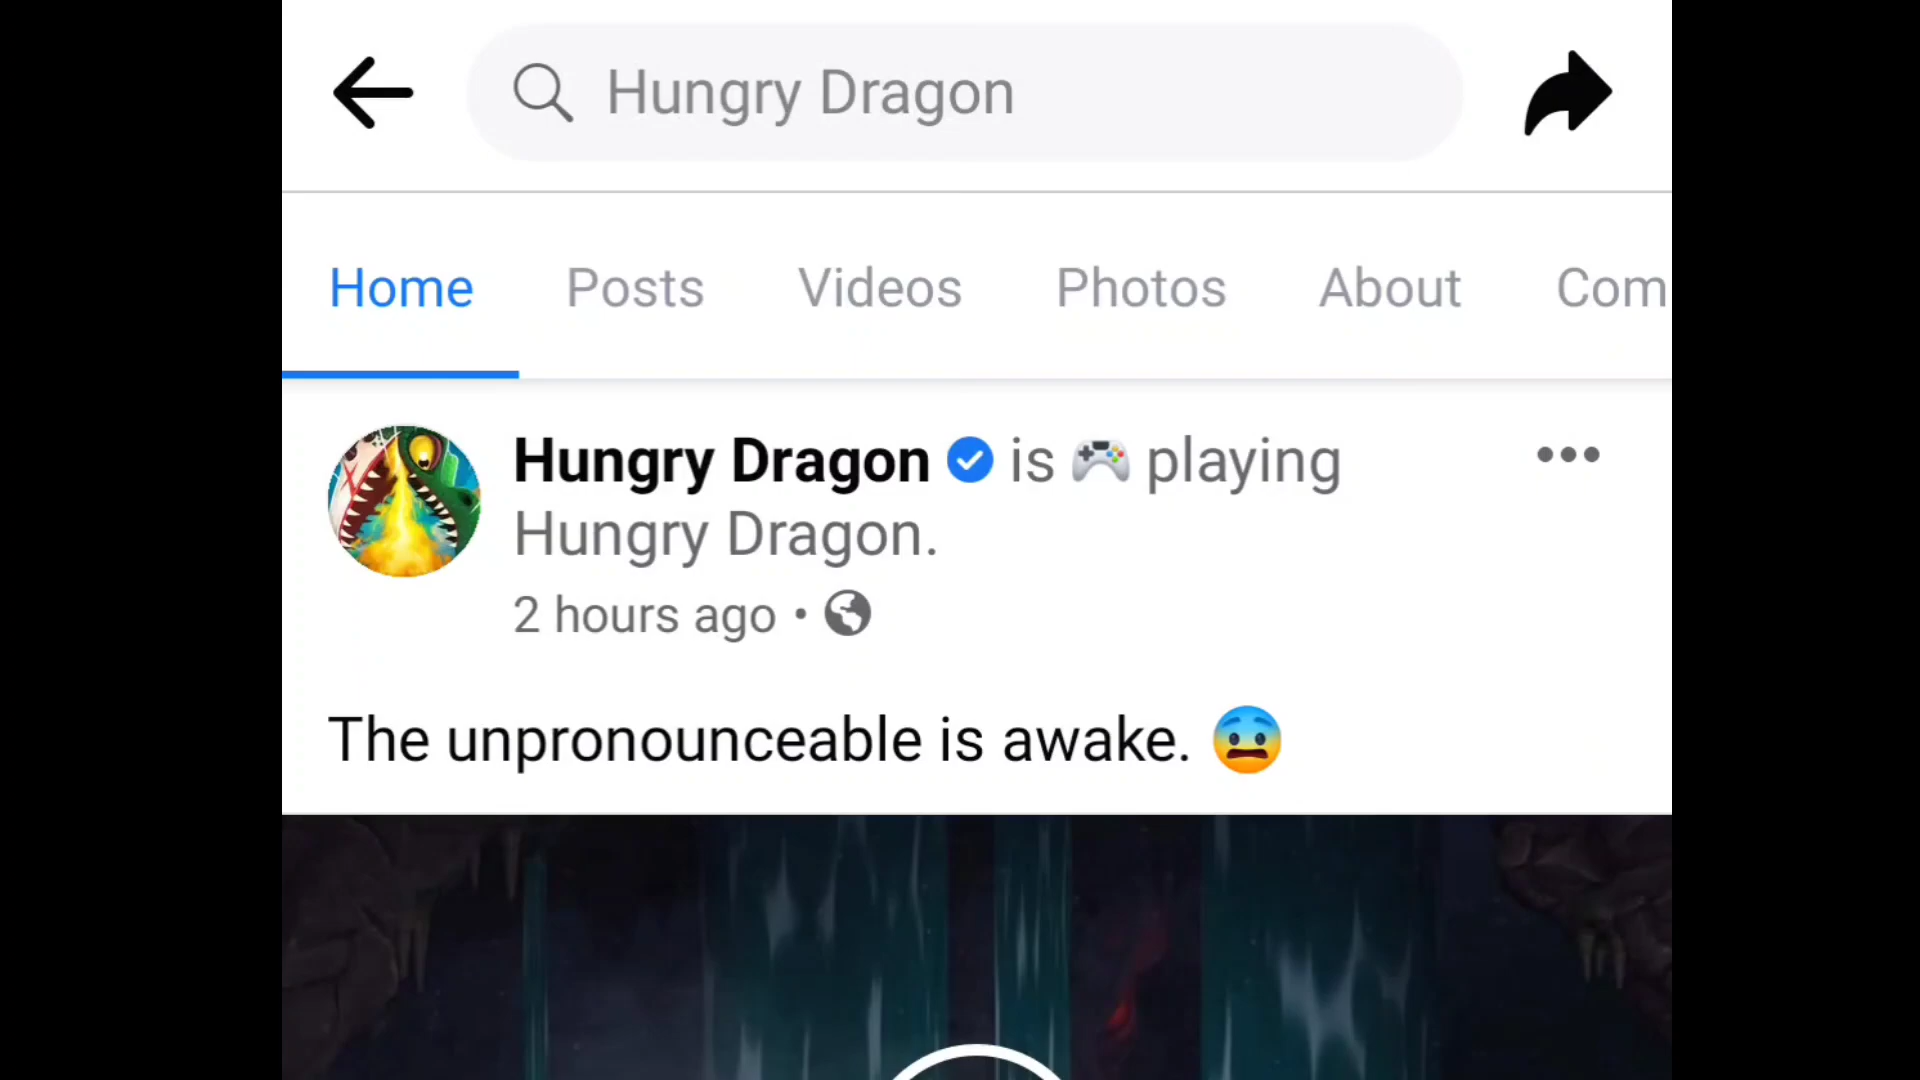 Hungry Dragon
Home Posts Videos Photos About Com
Hungry Dragon is 🎮 playing
Hungry Dragon.
2 hours ago •
The unpronounceable is awake. 😨